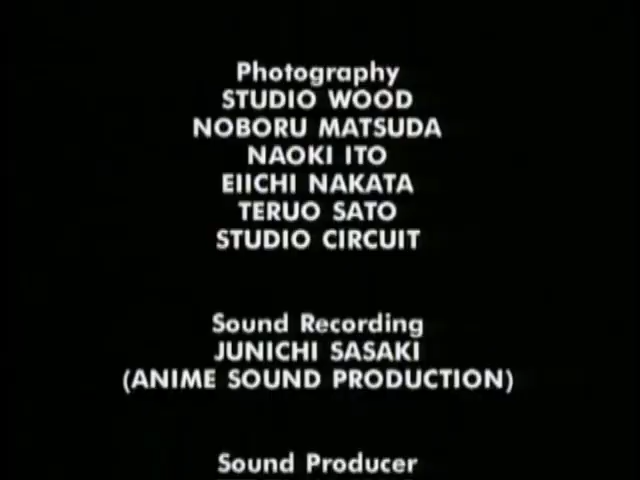 Photography
STUDIO WOOD
NOBORU MATSUDA
NAOKI ITO
EIICHI NAKATA
TERUO SATO
STUDIO CIRCUIT
Sound Recording
JUNICHI SASAKI
(ANIME SOUND PRODUCTION)
Sound Producer